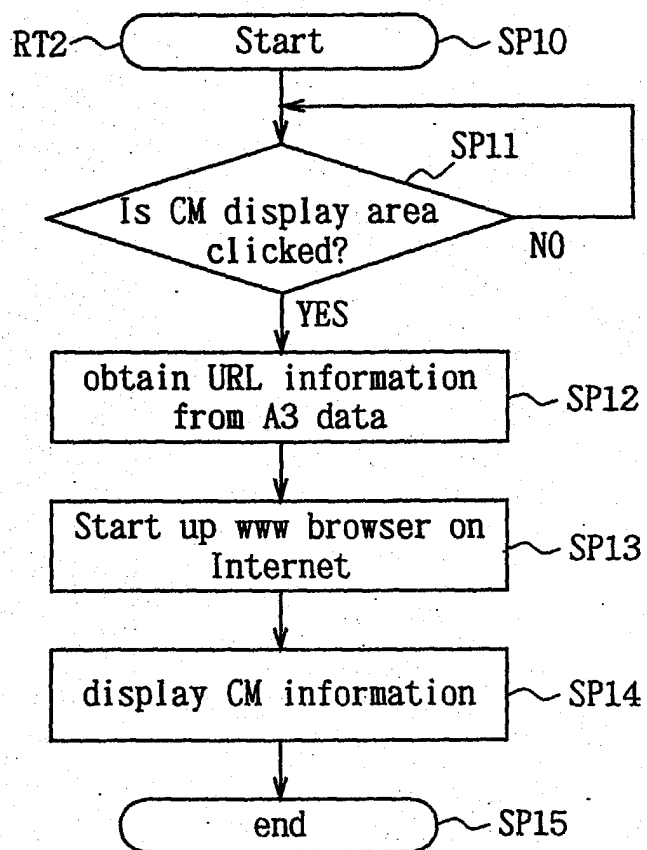 RT2 Start SP10
SP11
Is CM display area
clicked?
NO
YES
obtain URL information
from A3 data
SP12
Start up www browser on
Internet
SP13
display CM information SP14
end SP15